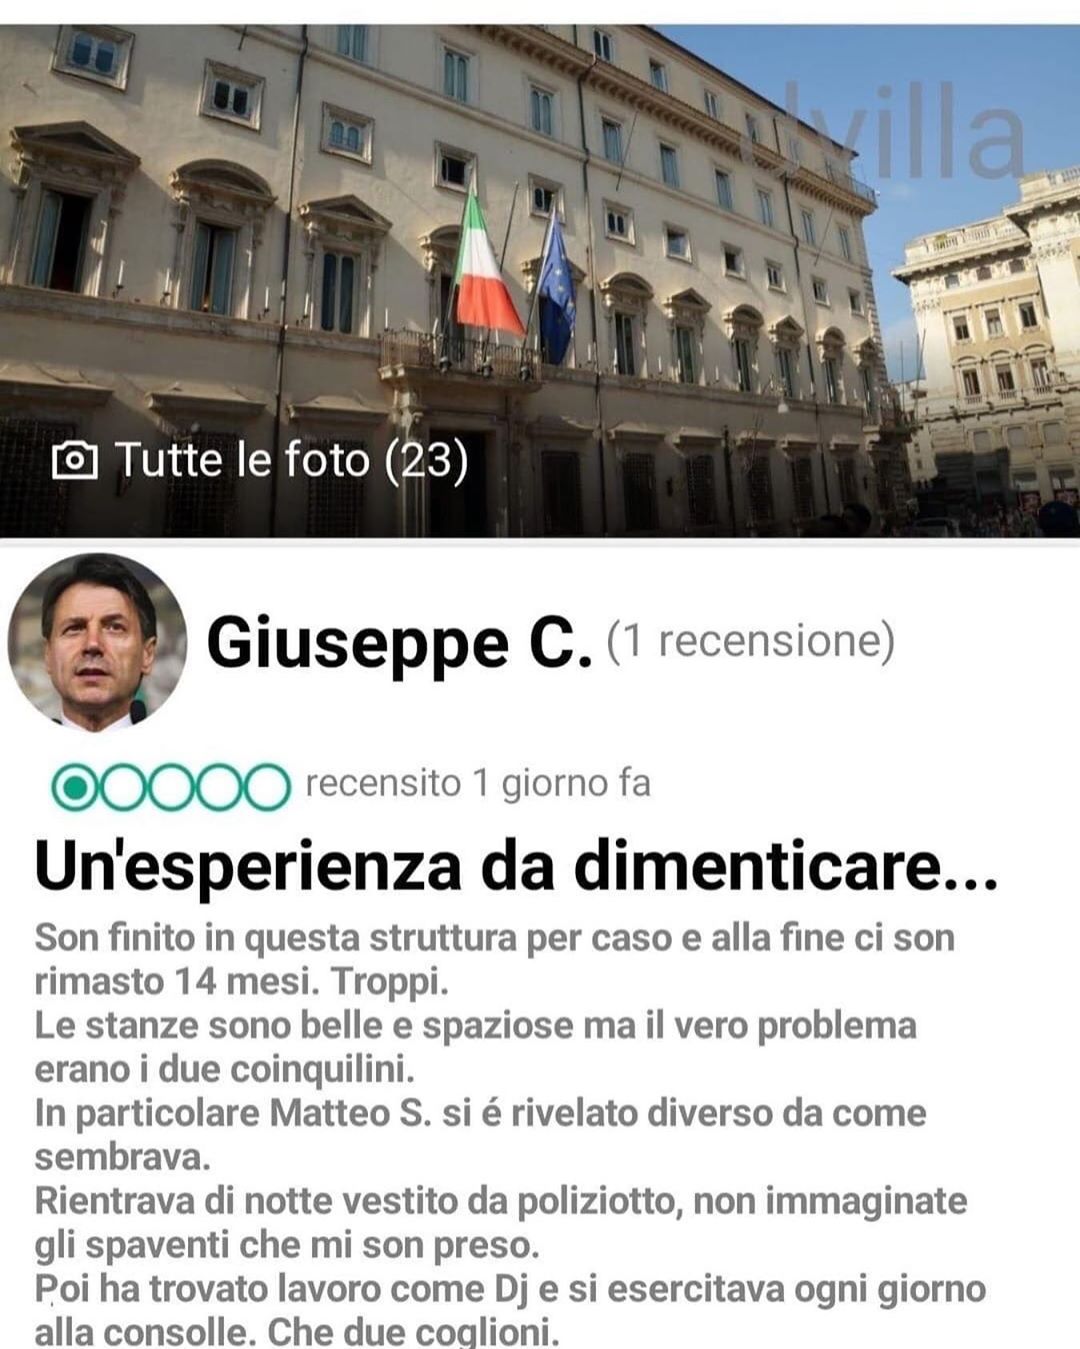 villa
Tutte le foto (23)
Giuseppe C. (1 recensione)
recensito 1 giorno fa
Un'esperienza da dimenticare...
Son finito in questa struttura per caso e alla fine ci son
rimasto 14 mesi. Troppi.
Le stanze sono belle e spaziose ma il vero problema
erano i due coinquilini.
In particolare Matteo S. si é rivelato diverso da come
sembrava.
Rientrava di notte vestito da poliziotto, non immaginate
gli spaventi che mi son preso.
Poi ha trovato lavoro come Dj e si esercitava ogni giorno
alla consolle. Che due coglioni.